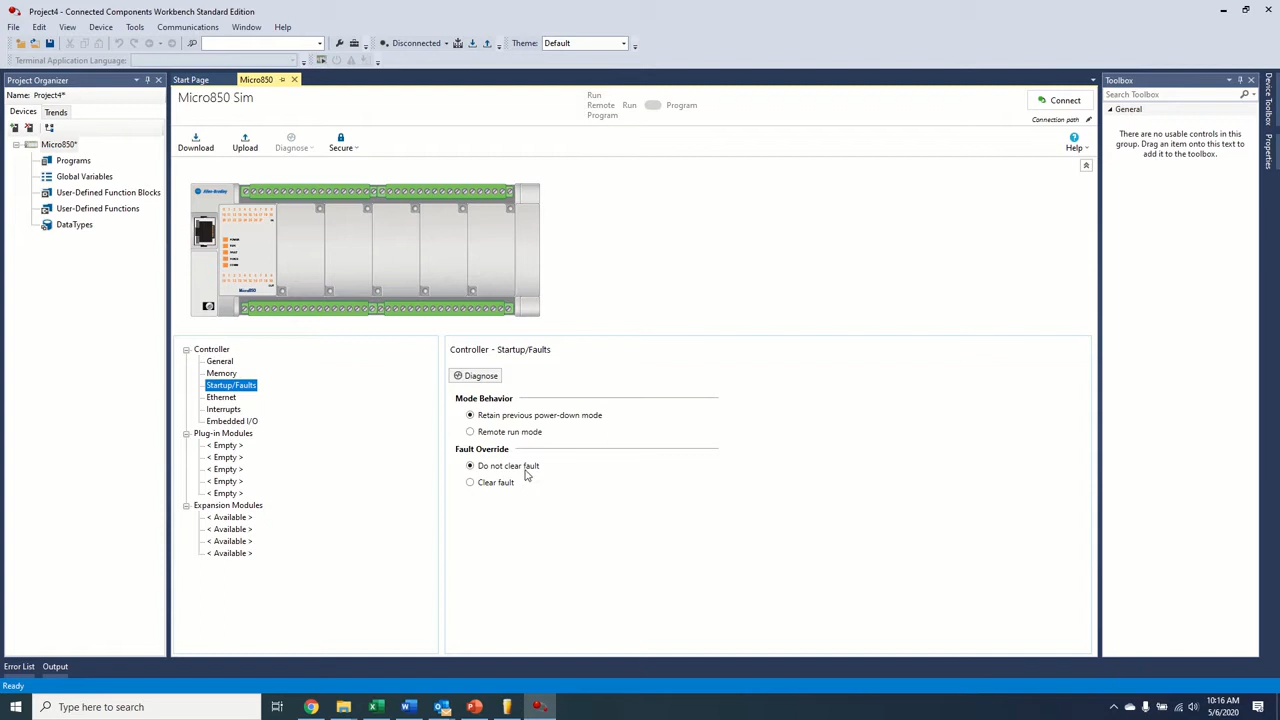 Project4 - Connected Components Workbench Standard Edition
File Edit View Device Tools Communications Window Help
Disconnected Theme: Default
Terminal Application Language:
Project Organizer
Name: Project4*
Devices Trends
Micro850*
Programs
Global Variables
User-Defined Function Blocks
User-Defined Functions
DataTypes
Start Page Micro850
Micro850 Sim
Run
Remote Run Program
Program
Connect
Connection path
Download Upload Diagnose Secure Help
Allen-Bradley
Micro850
Controller
General
Memory
Startup/Faults
Ethernet
Interrupts
Embedded I/O
Plug-in Modules
< Empty >
< Empty >
< Empty >
< Empty >
< Empty >
Expansion Modules
< Available >
< Available >
< Available >
< Available >
Controller - Startup/Faults
Diagnose
Mode Behavior
Retain previous power-down mode
Remote run mode
Fault Override
Do not clear fault
Clear fault
Toolbox
Search Toolbox
General
There are no usable controls in this
group. Drag an item onto this text to
add it to the toolbox.
Device Toolbox
Properties
Error List Output
Ready
Type here to search
10:16 AM
5/6/2020